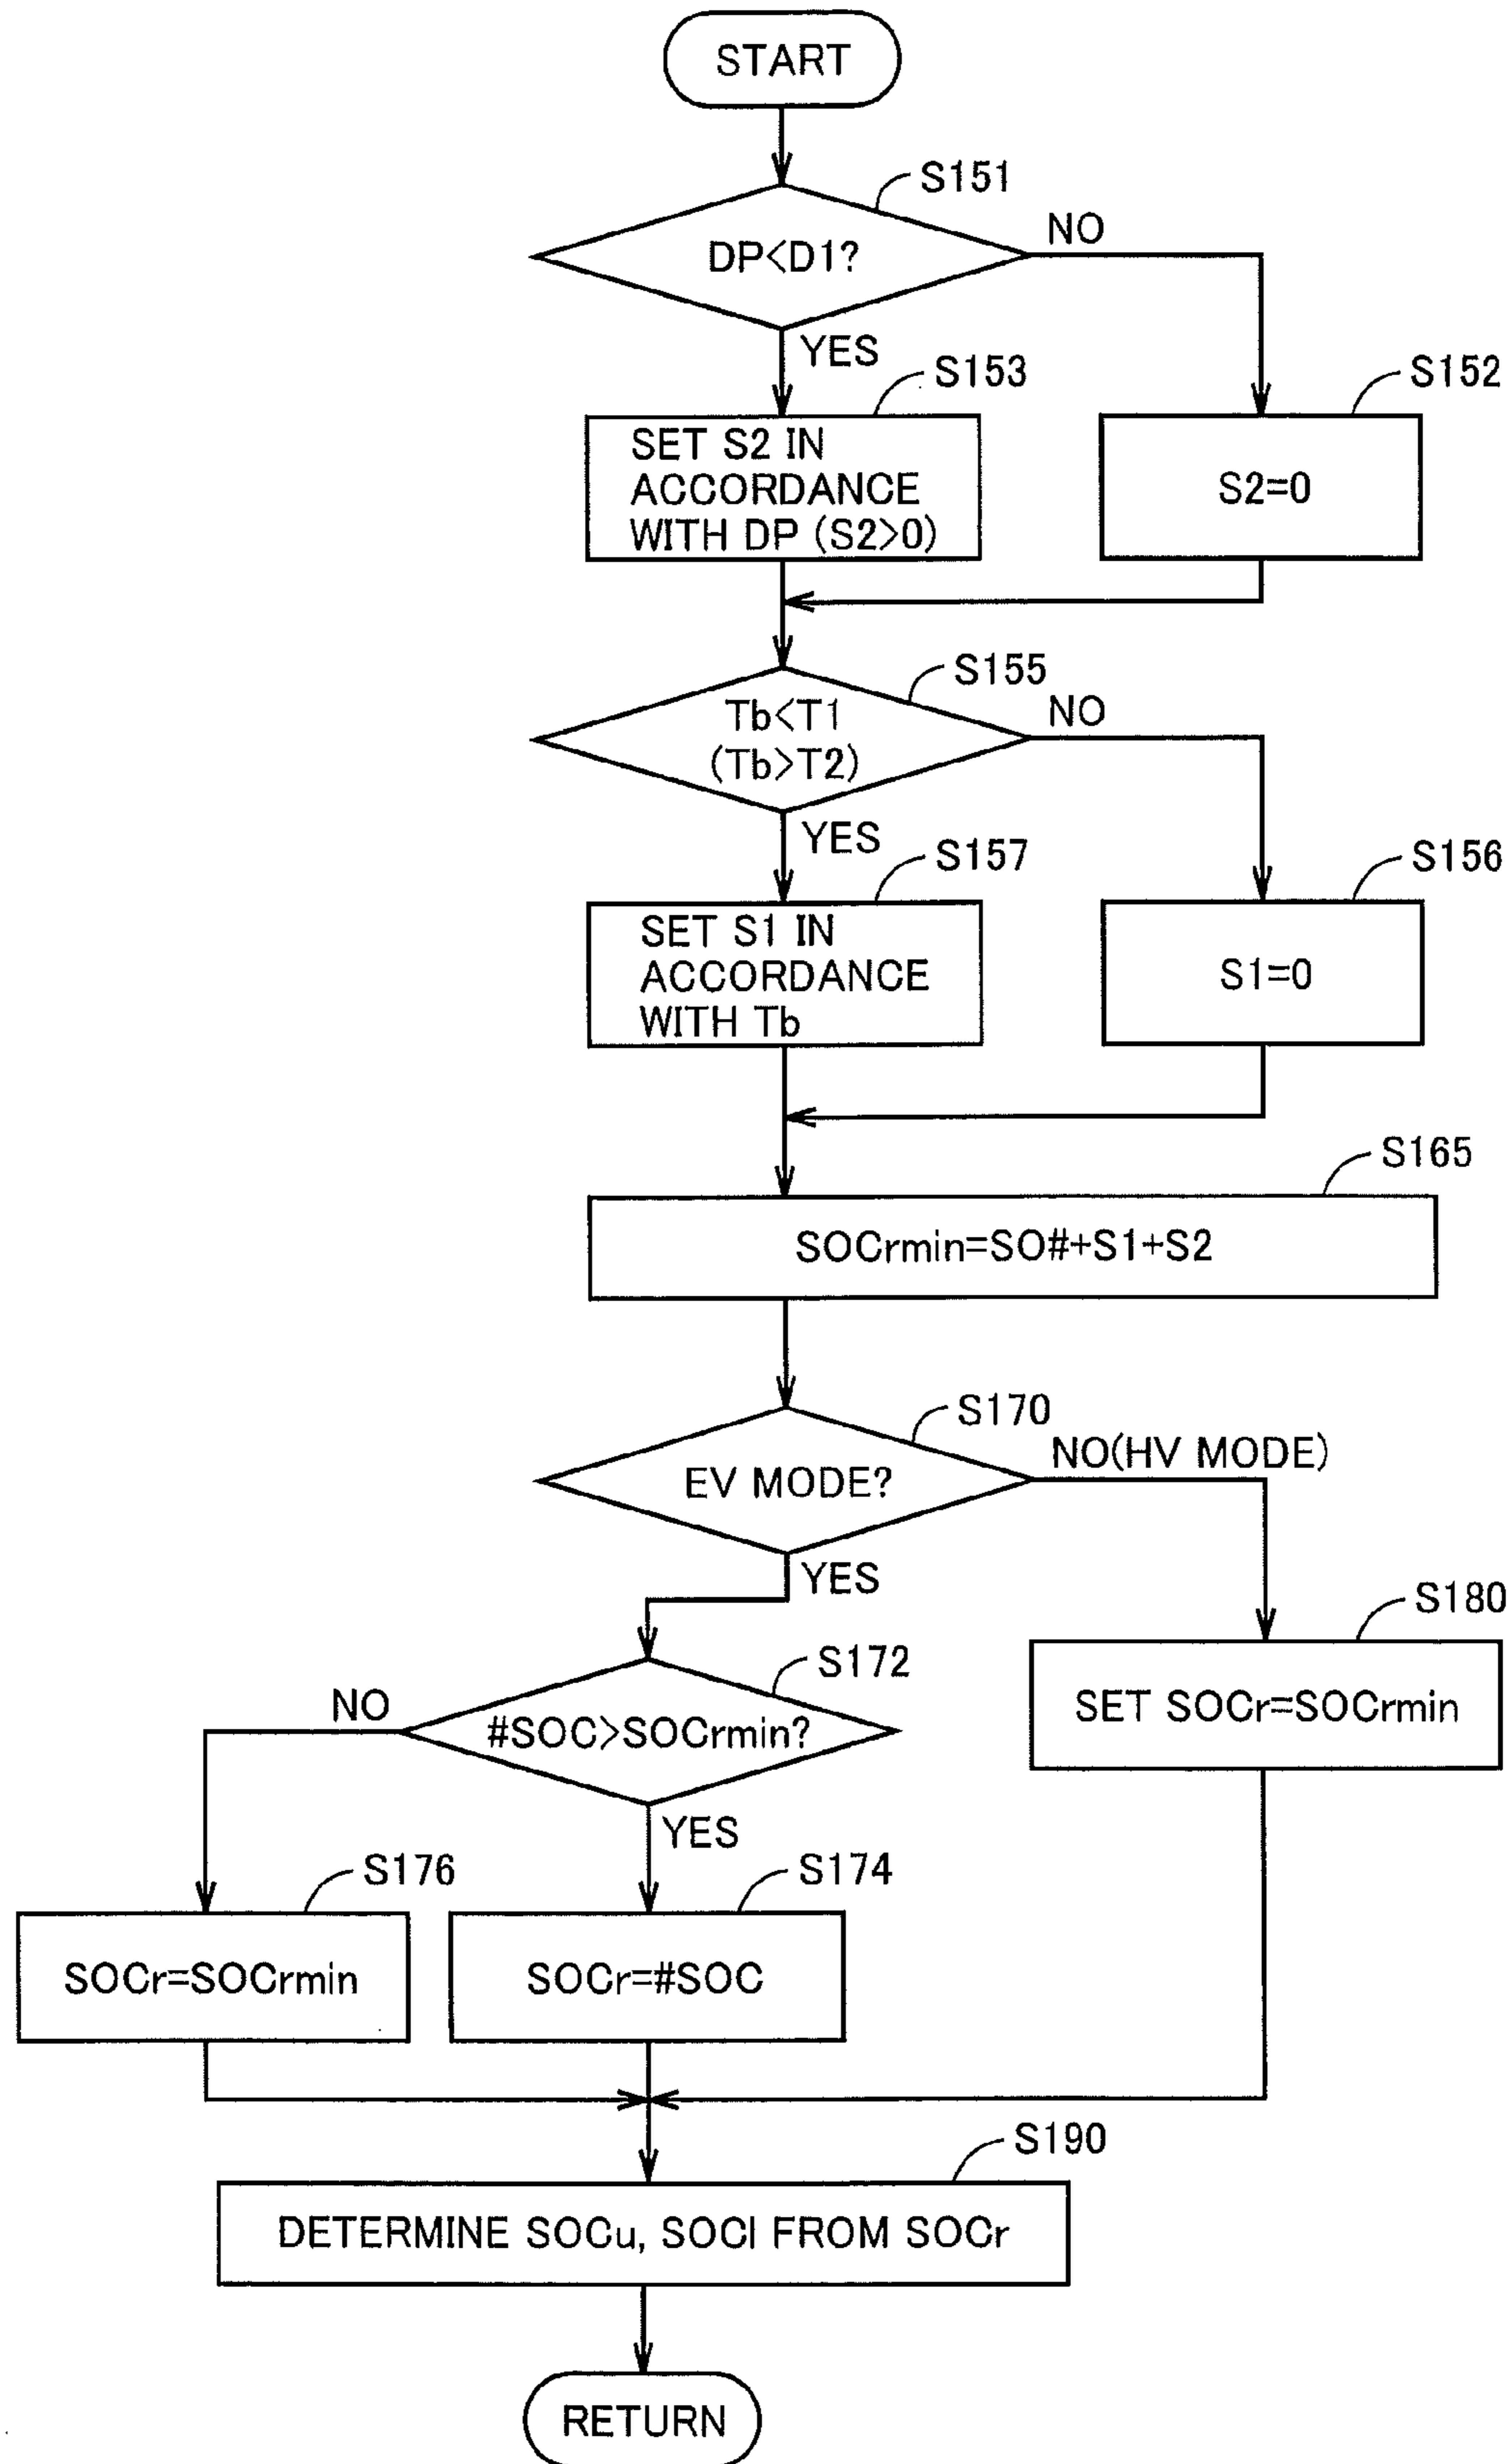 START
S151
DP<D1?
NO
YES
S153
S152
SET S2 IN
ACCORDANCE
WITH DP (S2>0)
S2=0
S155
Tb<T1
(Tb>T2)
NO
YES
S157
S156
SET S1 IN
ACCORDANCE
WITH Tb
S1=0
S165
SOCrmin=SO#+S1+S2
S170
EV MODE?
NO(HV MODE)
YES
S180
SET SOCr=SOCrmin
S172
NO
#SOC>SOCrmin?
YES
S176
S174
SOCr=SOCrmin
SOCr=#SOC
S190
DETERMINE SOCu, SOCl FROM SOCr
RETURN